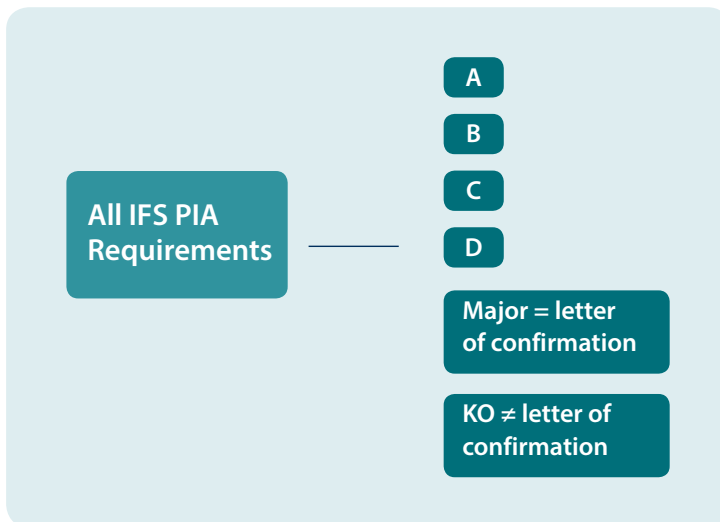 All IFS PIA
Requirements
A
B
C
D
Major = letter
of confirmation
KO ≠ letter of
confirmation